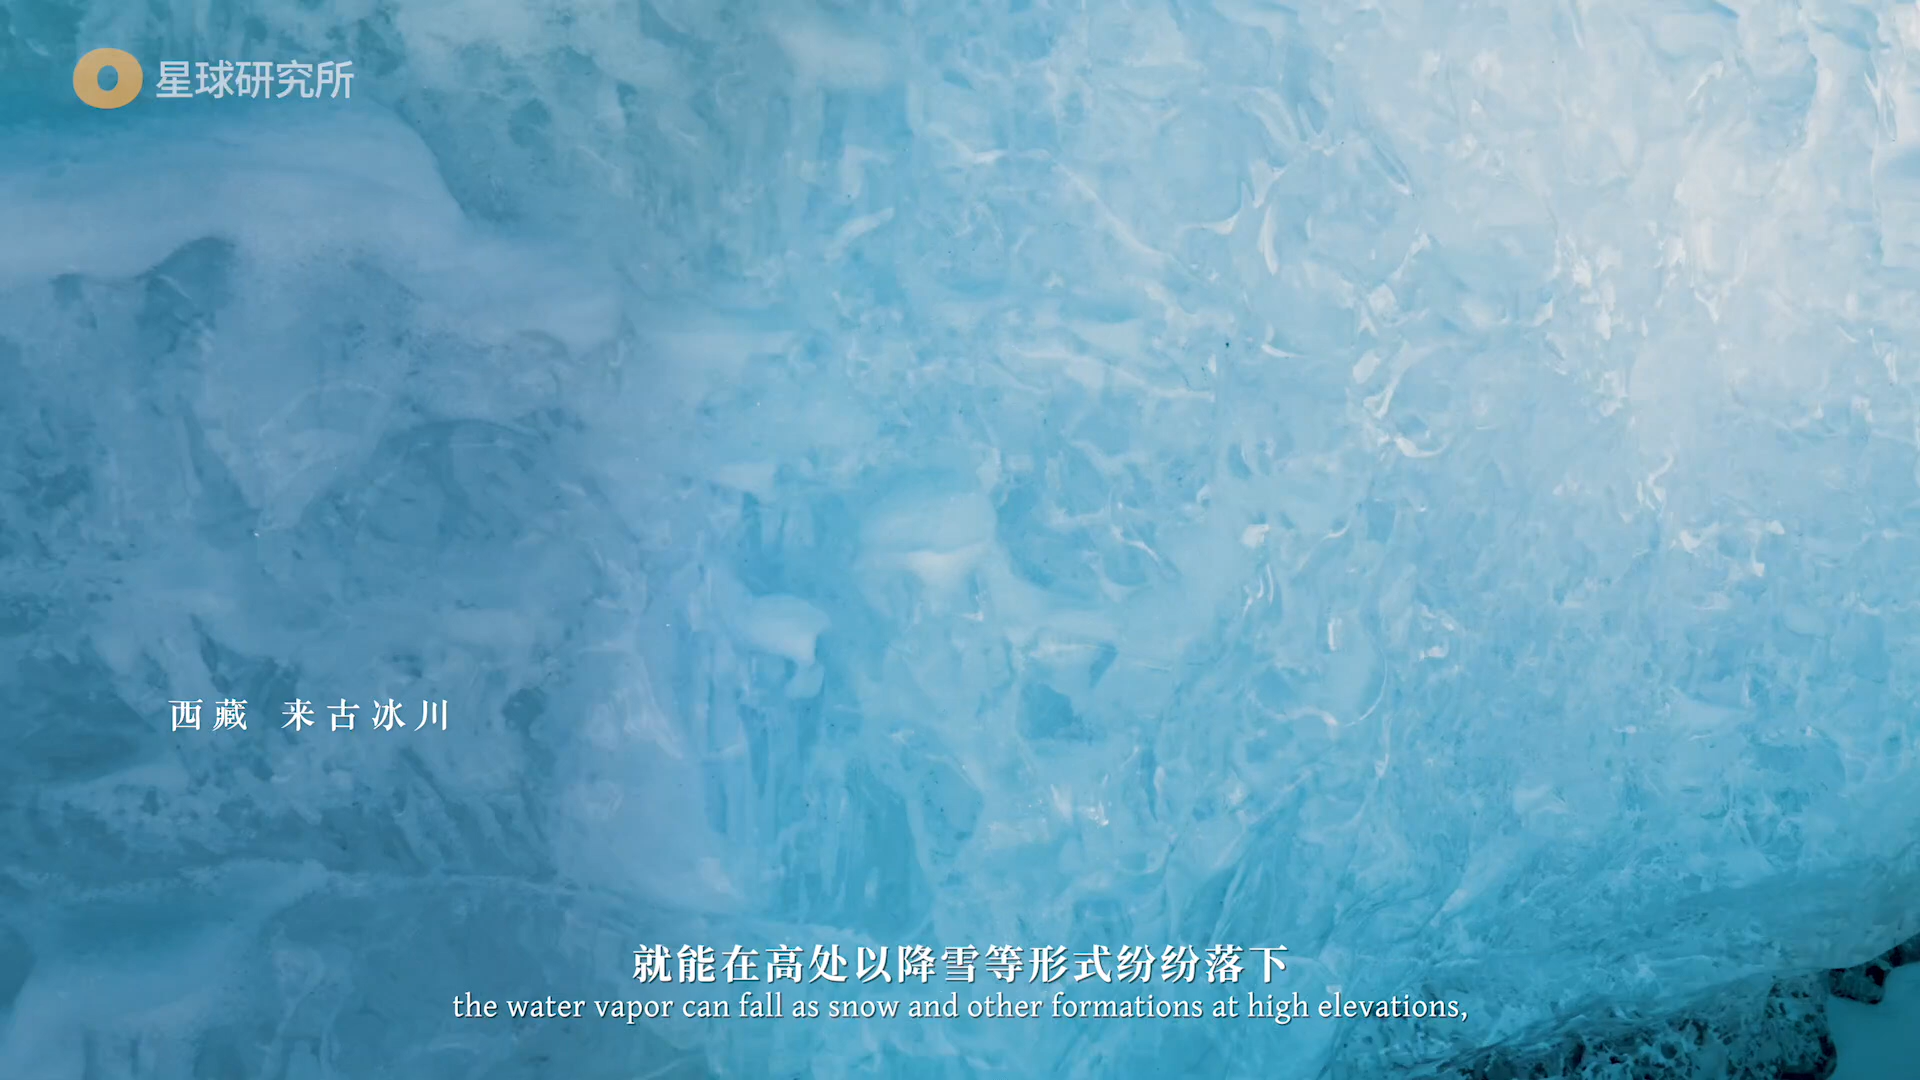 星球研究所
西藏 来古冰川
就能在高处以降雪等形式纷纷落下
the water vapor can fall as snow and other formations at high elevations,